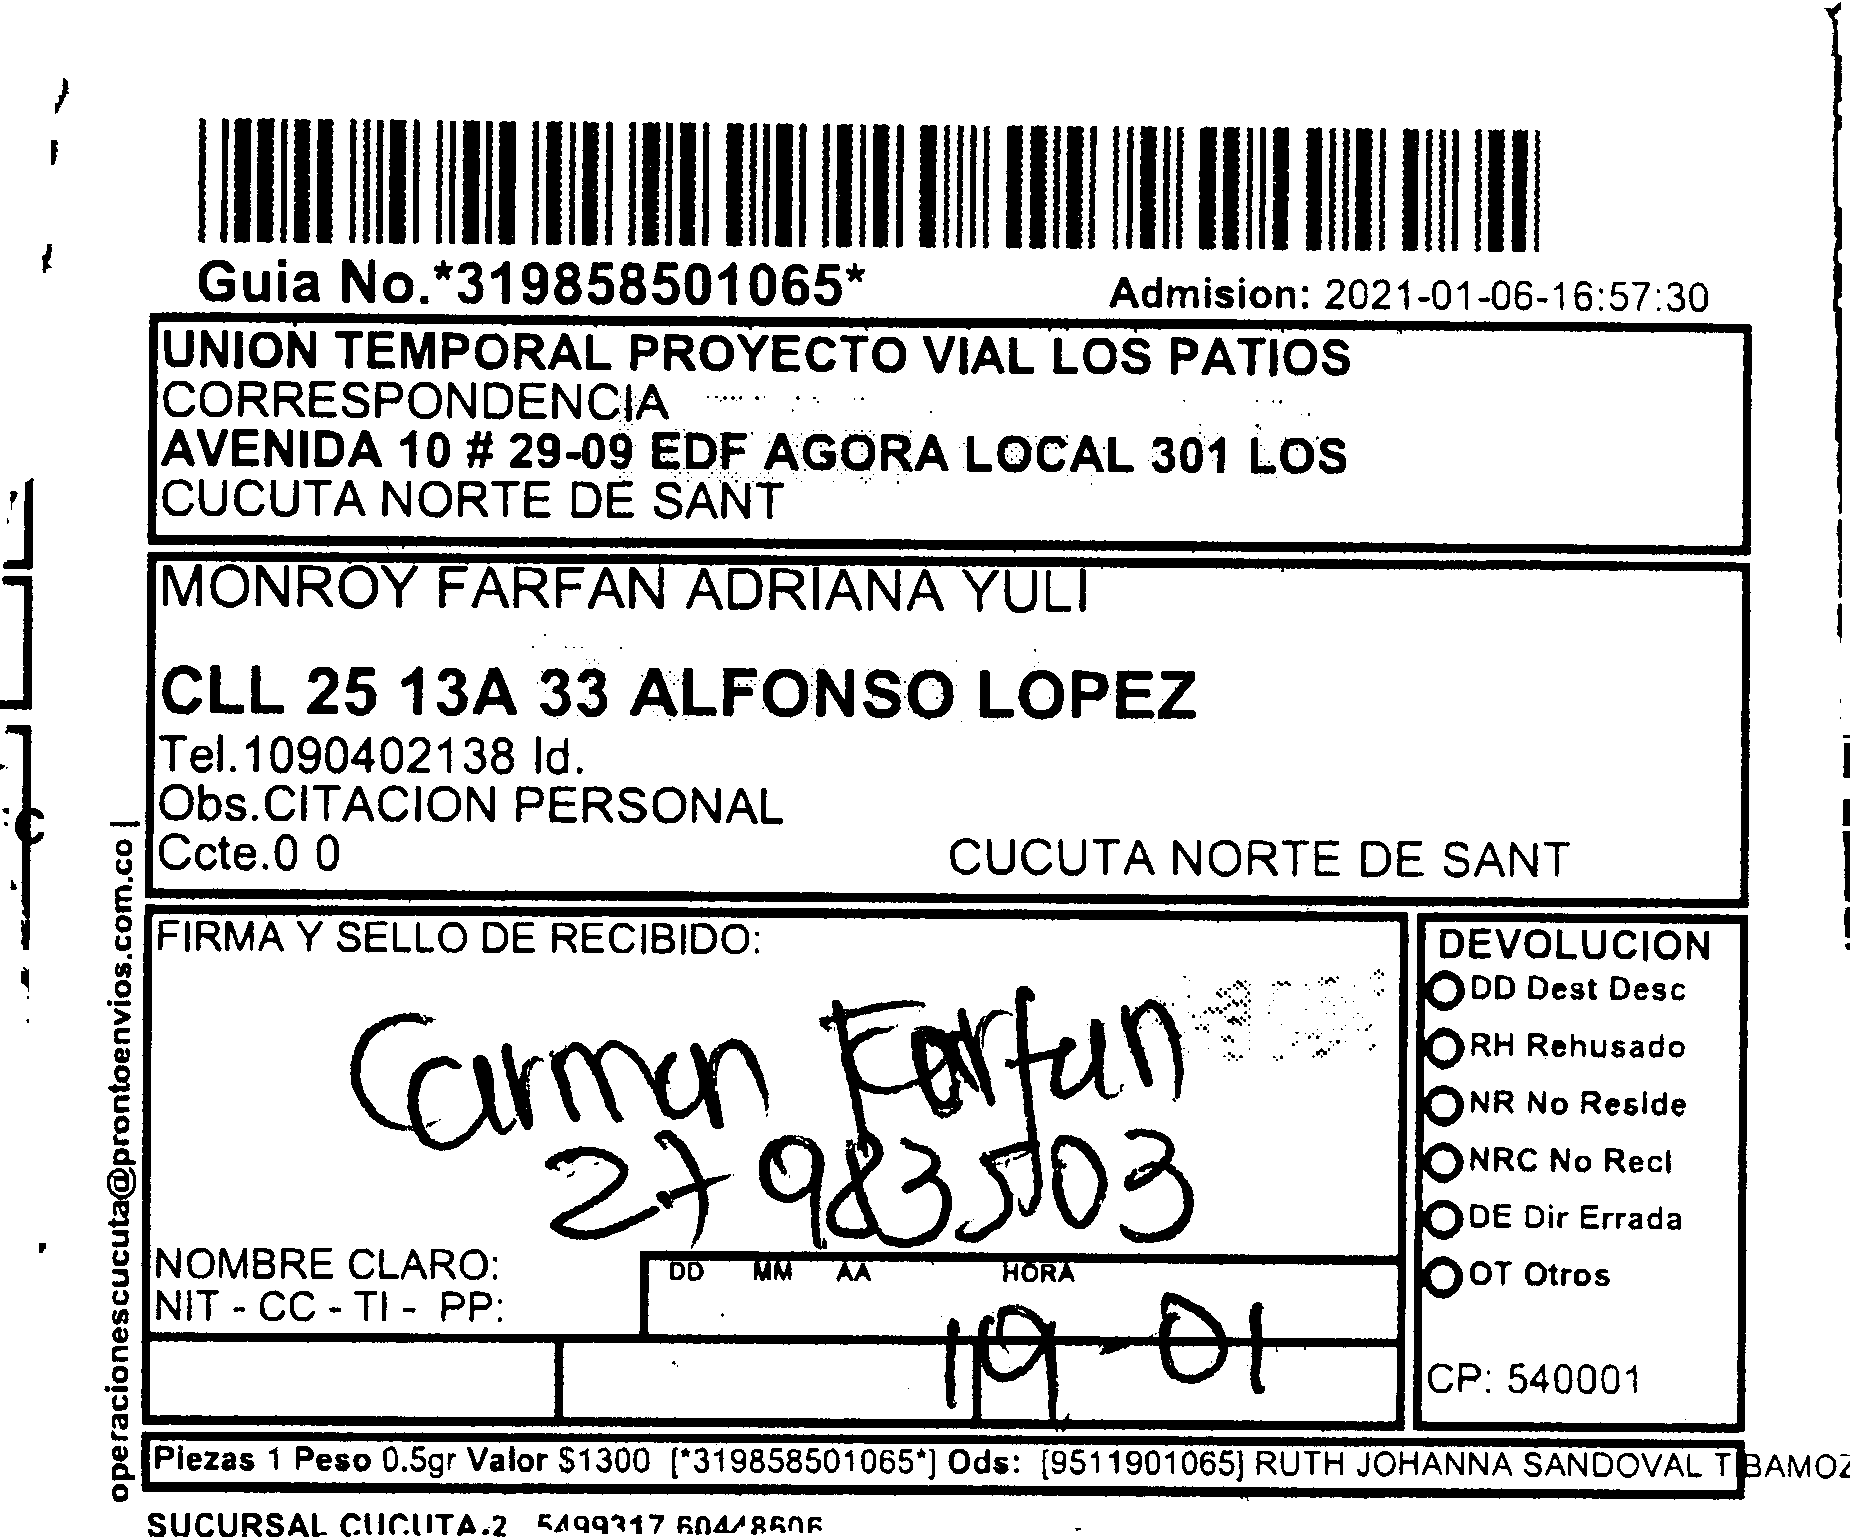 Guia No.*319858501065*
Admision: 2021-01-06-16:57:30
UNION TEMPORAL PROYECTO VIAL LOS PATIOS
CORRESPONDENCIA
AVENIDA 10 # 29-09 EDF AGORA LOCAL 301 LOS
CUCUTA NORTE DE SANT
MONROY FARFAN ADRIANA YULI
CLL 25 13A 33 ALFONSO LOPEZ
Tel.1090402138 Id.
Obs.CITACION PERSONAL
Ccte.0 0
CUCUTA NORTE DE SANT
operacionescucuta@prontoenvios.com.co |
FIRMA Y SELLO DE RECIBIDO:
Carmen Farfan
27983503
NOMBRE CLARO:
NIT - CC - TI - PP:
DD MM AA HORA
19-01
DEVOLUCION
DD Dest Desc
RH Rehusado
NR No Reside
NRC No Recl
DE Dir Errada
OT Otros
CP: 540001
Piezas 1 Peso 0.5gr Valor $1300 [*319858501065*] Ods: [9511901065] RUTH JOHANNA SANDOVAL TIBAMOZ
SUCURSAL CUCUTA.2